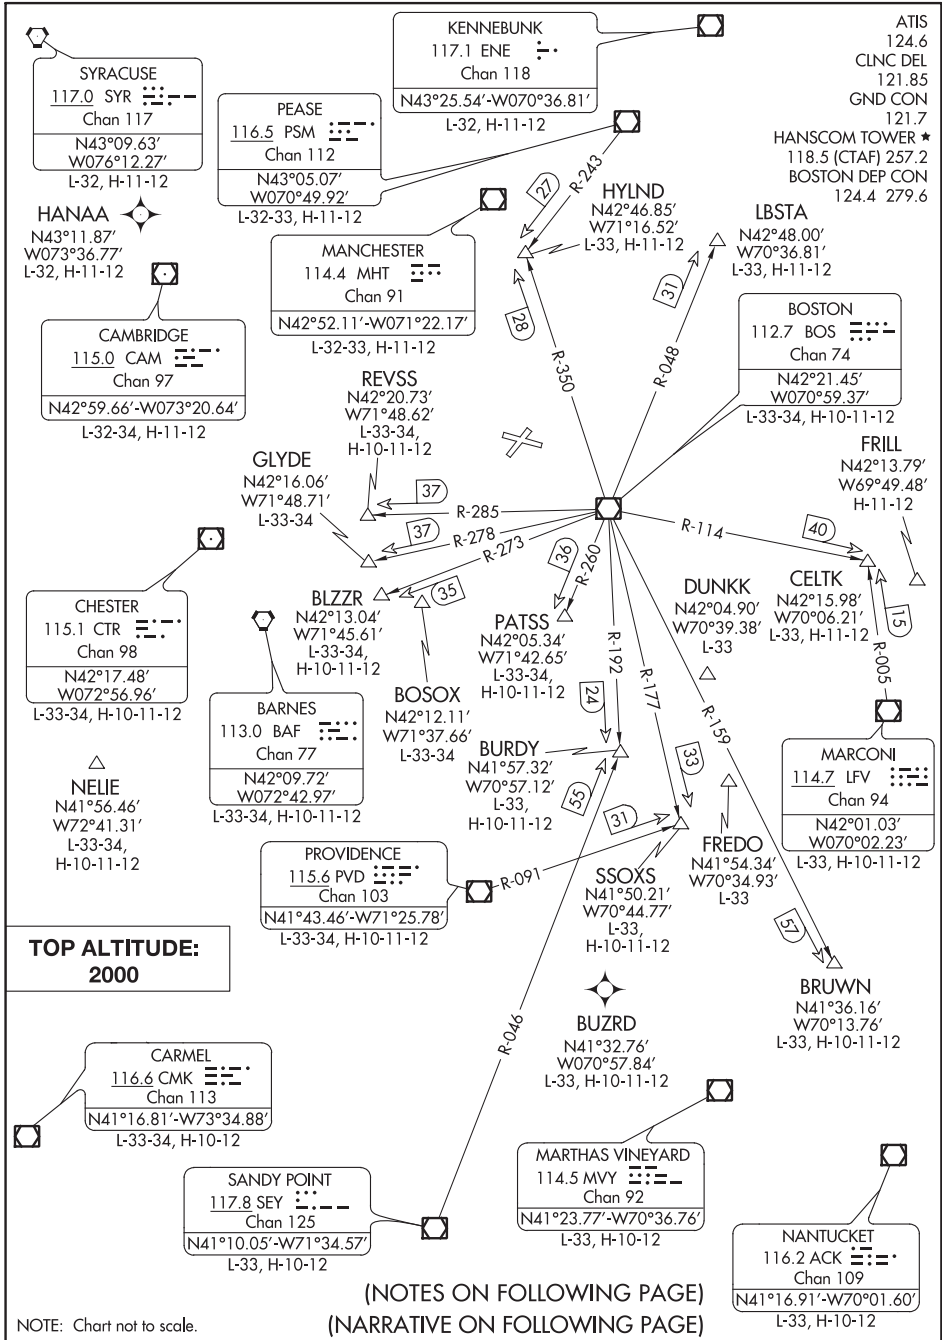 KENNEBUNK
117.1 ENE
Chan 118
N43°25.54’-W070°36.81’
L-32, H-11-12
ATIS
124.6
CLNC DEL
121.85
GND CON
121.7
HANSCOM TOWER ★
118.5 (CTAF) 257.2
BOSTON DEP CON
124.4 279.6
SYRACUSE
117.0 SYR
Chan 117
N43°09.63’
W076°12.27’
L-32, H-11-12
PEASE
116.5 PSM
Chan 112
N43°05.07’
W070°49.92’
L-32-33, H-11-12
HANAA
N43°11.87’
W073°36.77’
L-32, H-11-12
MANCHESTER
114.4 MHT
Chan 91
N42°52.11’-W071°22.17’
L-32-33, H-11-12
27
R-243
HYLND
N42°46.85’
W71°16.52’
L-33, H-11-12
LBSTA
N42°48.00’
W70°36.81’
L-33, H-11-12
28
31
R-350
R-048
CAMBRIDGE
115.0 CAM
Chan 97
N42°59.66’-W073°20.64’
L-32-34, H-11-12
BOSTON
112.7 BOS
Chan 74
N42°21.45’
W070°59.37’
L-33-34, H-10-11-12
REVSS
N42°20.73’
W71°48.62’
L-33-34,
H-10-11-12
GLYDE
N42°16.06’
W71°48.71’
L-33-34
FRILL
N42°13.79’
W69°49.48’
H-11-12
37
R-285
37
R-278
R-273
35
36
R-260
R-114
40
CHESTER
115.1 CTR
Chan 98
N42°17.48’
W072°56.96’
L-33-34, H-10-11-12
BLZZR
N42°13.04’
W71°45.61’
L-33-34,
H-10-11-12
PATSS
N42°05.34’
W71°42.65’
L-33-34,
H-10-11-12
DUNKK
N42°04.90’
W70°39.38’
L-33
CELTK
N42°15.98’
W70°06.21’
L-33, H-11-12
15
R-005
R-192
R-177
R-159
BARNES
113.0 BAF
Chan 77
N42°09.72’
W072°42.97’
L-33-34, H-10-11-12
BOSOX
N42°12.11’
W71°37.66’
L-33-34
24
BURDY
N41°57.32’
W70°57.12’
L-33,
H-10-11-12
55
33
31
NELIE
N41°56.46’
W72°41.31’
L-33-34,
H-10-11-12
MARCONI
114.7 LFV
Chan 94
N42°01.03’
W070°02.23’
L-33, H-10-11-12
PROVIDENCE
115.6 PVD
Chan 103
N41°43.46’-W71°25.78’
L-33-34, H-10-11-12
R-091
SSOXS
N41°50.21’
W70°44.77’
L-33,
H-10-11-12
FREDO
N41°54.34’
W70°34.93’
L-33
57
TOP ALTITUDE:
2000
BRUWN
N41°36.16’
W70°13.76’
L-33, H-10-11-12
BUZRD
N41°32.76’
W070°57.84’
L-33, H-10-11-12
R-046
CARMEL
116.6 CMK
Chan 113
N41°16.81’-W73°34.88’
L-33-34, H-10-12
MARTHAS VINEYARD
114.5 MVY
Chan 92
N41°23.77’-W70°36.76’
L-33, H-10-12
SANDY POINT
117.8 SEY
Chan 125
N41°10.05’-W71°34.57’
L-33, H-10-12
NANTUCKET
116.2 ACK
Chan 109
N41°16.91’-W70°01.60’
L-33, H-10-12
(NOTES ON FOLLOWING PAGE)
NOTE: Chart not to scale.
(NARRATIVE ON FOLLOWING PAGE)